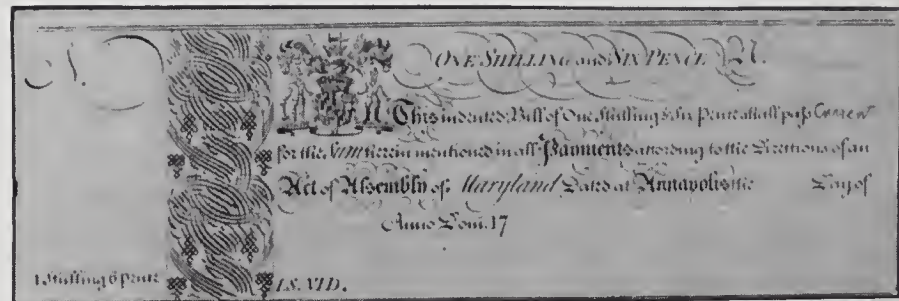 N. ONE SHILLING and SIX PENCE N.
This indented Bill of One Shilling & Six Pence shall pass Current
for the Sum herein mentioned in all Payments according to the Directions of an
Act of Assembly of Maryland Dated at Annapolis the Day of
Anno Dom. 17
1 Shilling 6 pence I.S. VID.